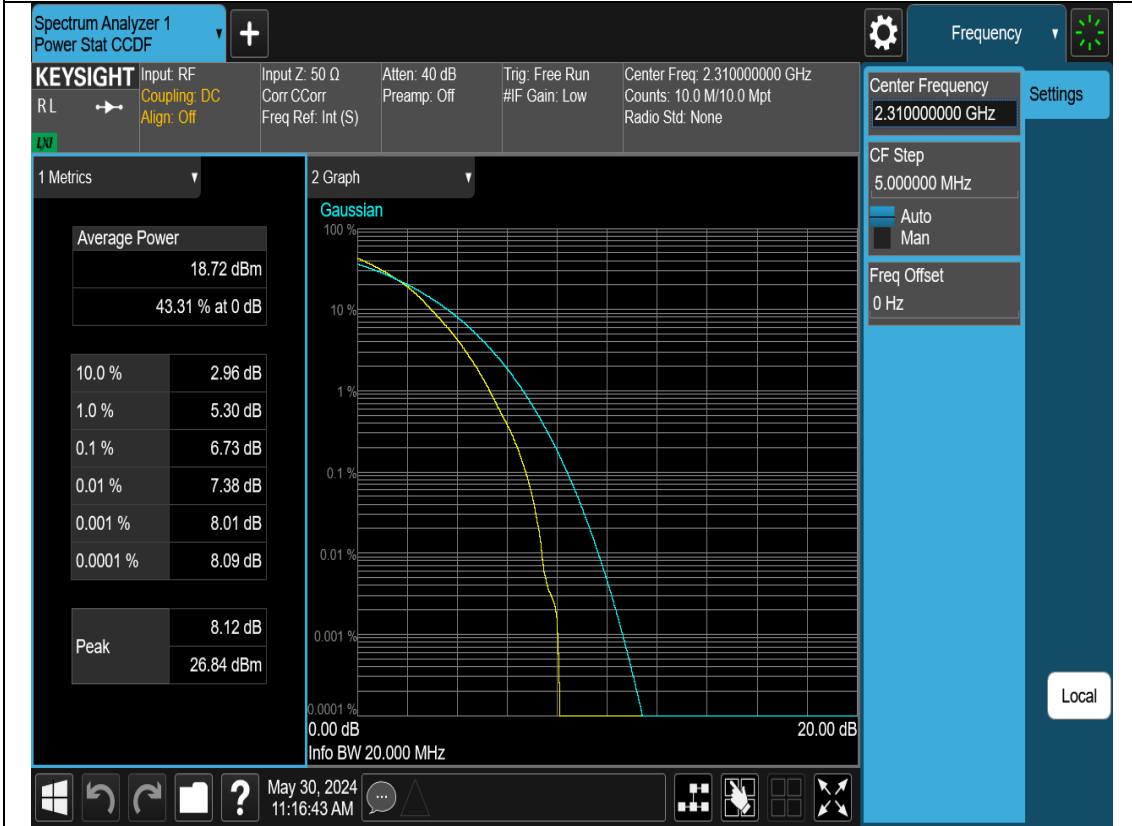 Spectrum Analyzer 1
Power Stat CCDF
Frequency
KEYSIGHT
RL
LXI
Input: RF
Coupling: DC
Align: Off
Input Z: 50 Ω
Corr CCorr
Freq Ref: Int (S)
Atten: 40 dB
Preamp: Off
Trig: Free Run
#IF Gain: Low
Center Freq: 2.310000000 GHz
Counts: 10.0 M/10.0 Mpt
Radio Std: None
Center Frequency
2.310000000 GHz
Settings
CF Step
5.000000 MHz
Auto
Man
Freq Offset
0 Hz
1 Metrics
Average Power
18.72 dBm
43.31 % at 0 dB
10.0 % 2.96 dB
1.0 % 5.30 dB
0.1 % 6.73 dB
0.01 % 7.38 dB
0.001 % 8.01 dB
0.0001 % 8.09 dB
Peak
8.12 dB
26.84 dBm
2 Graph
Gaussian
100 %
10 %
1 %
0.1 %
0.01 %
0.001 %
0.0001 %
0.00 dB 20.00 dB
Info BW 20.000 MHz
Local
?
May 30, 2024
11:16:43 AM